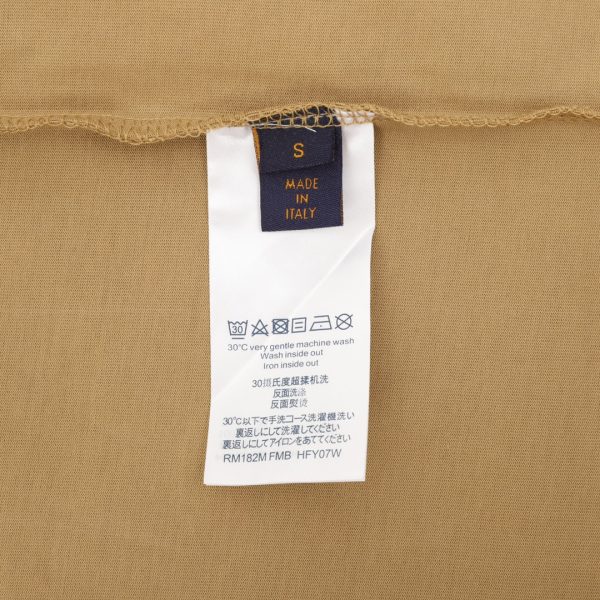 S
MADE
IN
ITALY
30
30℃ very gentle machine wash
Wash inside out
Iron inside out
30摄氏度超揉机洗
反面洗涤
反面熨烫
30℃以下で手洗コース洗濯機洗い
裏返しにして洗濯してください
裏返しにしてアイロンをあててください
RM182M FMB HFY07W